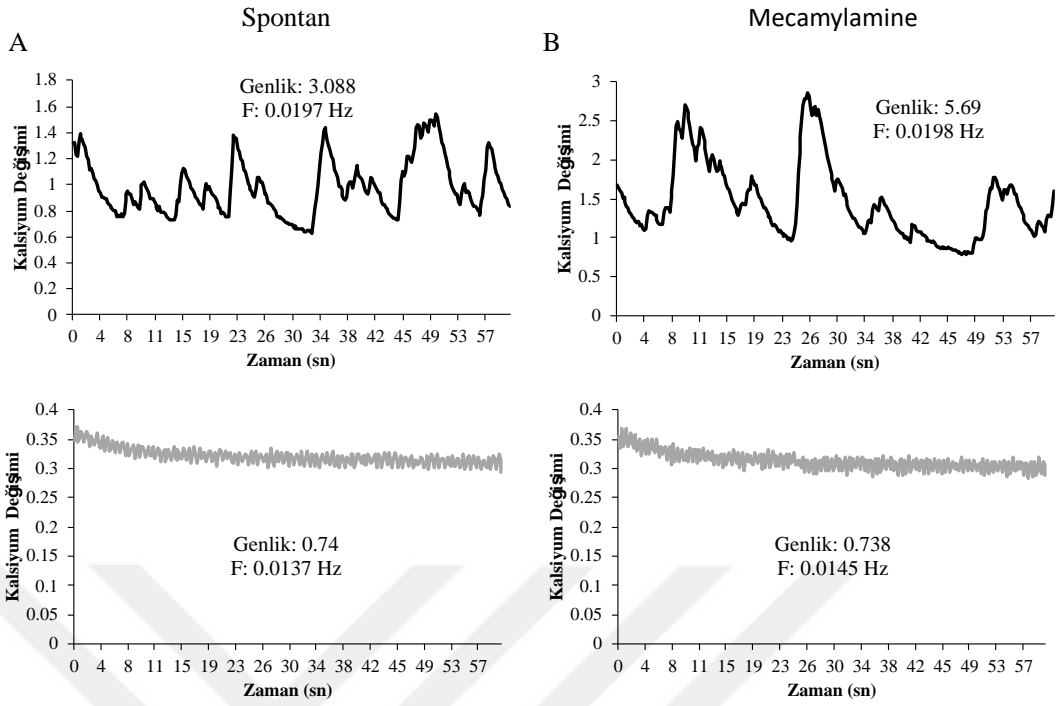 Spontan
Mecamylamine
A
B
Kalsiyum Değişimi
1.8
1.6
1.4
1.2
1
0.8
0.6
0.4
0.2
0
Genlik: 3.088
F: 0.0197 Hz
0 4 8 11 15 19 23 26 30 34 38 42 45 49 53 57
Zaman (sn)
Kalsiyum Değişimi
3
2.5
2
1.5
1
0.5
0
Genlik: 5.69
F: 0.0198 Hz
0 4 8 11 15 19 23 26 30 34 38 42 45 49 53 57
Zaman (sn)
Kalsiyum Değişimi
0.4
0.35
0.3
0.25
0.2
0.15
0.1
0.05
0
Genlik: 0.74
F: 0.0137 Hz
0 4 8 11 15 19 23 26 30 34 38 42 45 49 53 57
Zaman (sn)
Kalsiyum Değişimi
0.4
0.35
0.3
0.25
0.2
0.15
0.1
0.05
0
Genlik: 0.738
F: 0.0145 Hz
0 4 8 11 15 19 23 26 30 34 38 42 45 49 53 57
Zaman (sn)